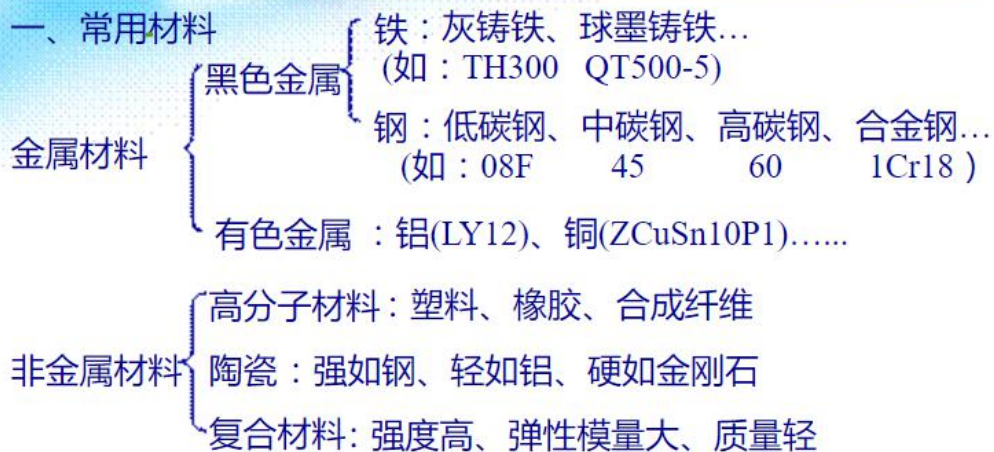 一、常用材料
铁：灰铸铁、球墨铸铁…
(如：TH300 QT500-5)
黑色金属
钢：低碳钢、中碳钢、高碳钢、合金钢…
(如：08F 45 60 1Cr18 )
金属材料
有色金属 ：铝(LY12)、铜(ZCuSn10P1)…...
高分子材料：塑料、橡胶、合成纤维
非金属材料
陶瓷：强如钢、轻如铝、硬如金刚石
复合材料：强度高、弹性模量大、质量轻